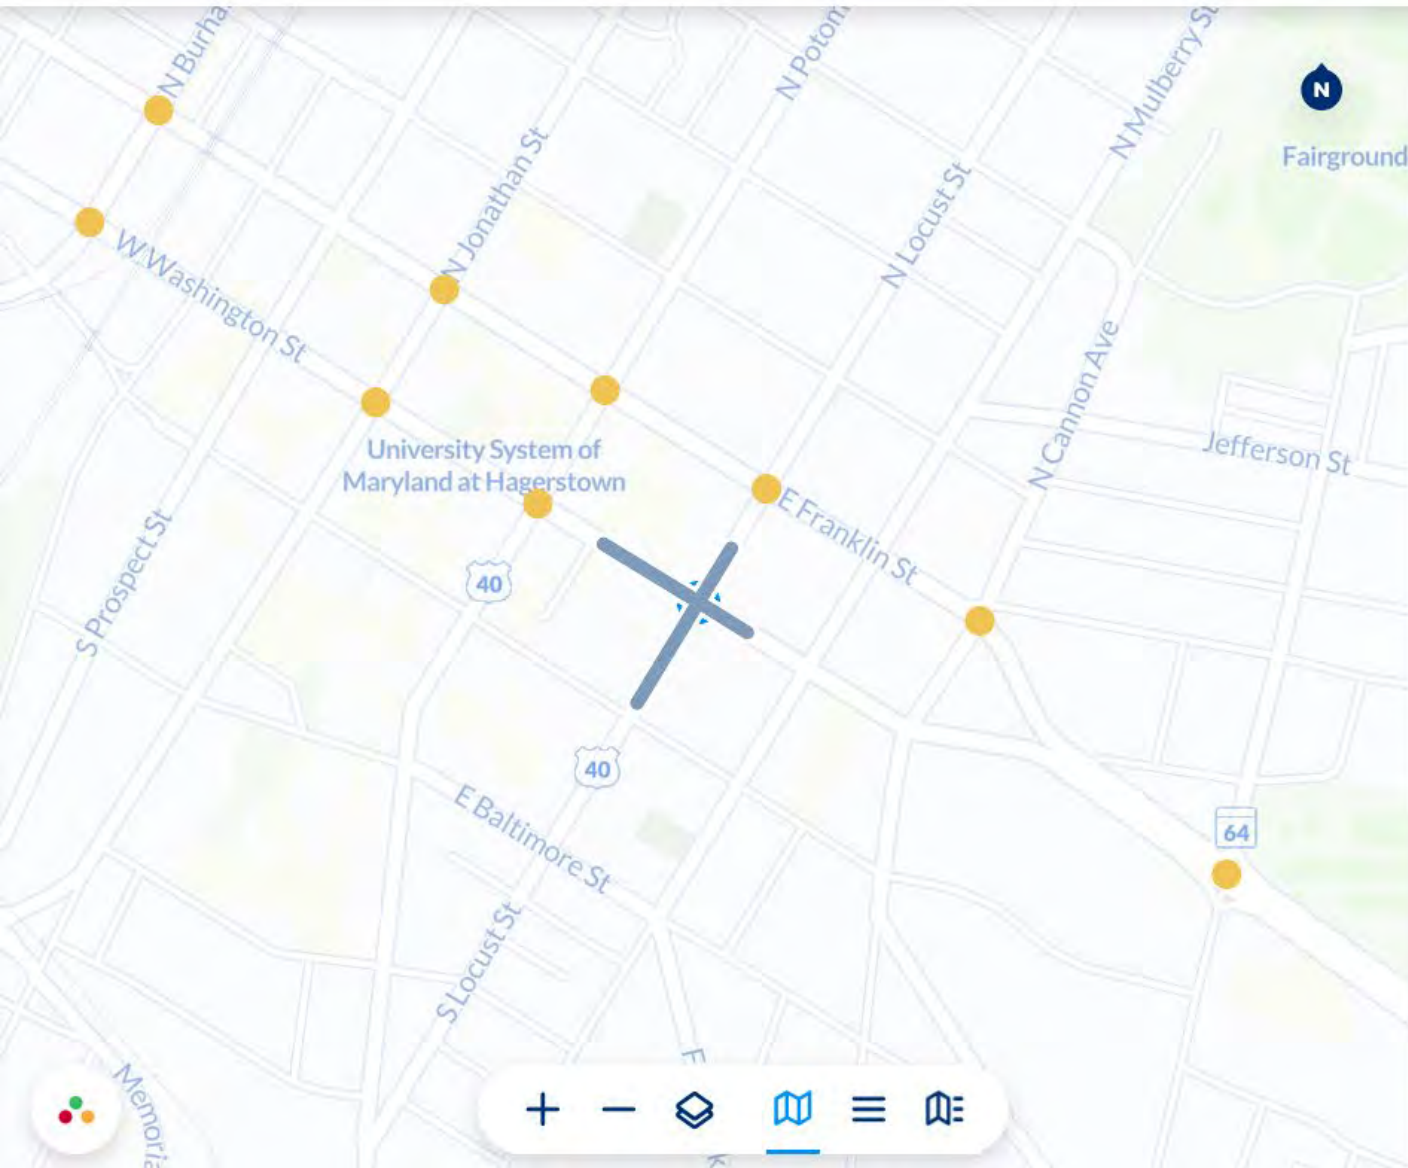 N Burha
N Potom
N Mulberry St
N
Fairground
N Jonathan St
N Locust St
W Washington St
N Cannon Ave
Jefferson St
University System of
Maryland at Hagerstown
E Franklin St
S Prospect St
40
40
E Baltimore St
64
S Locust St
Memoria
F
k